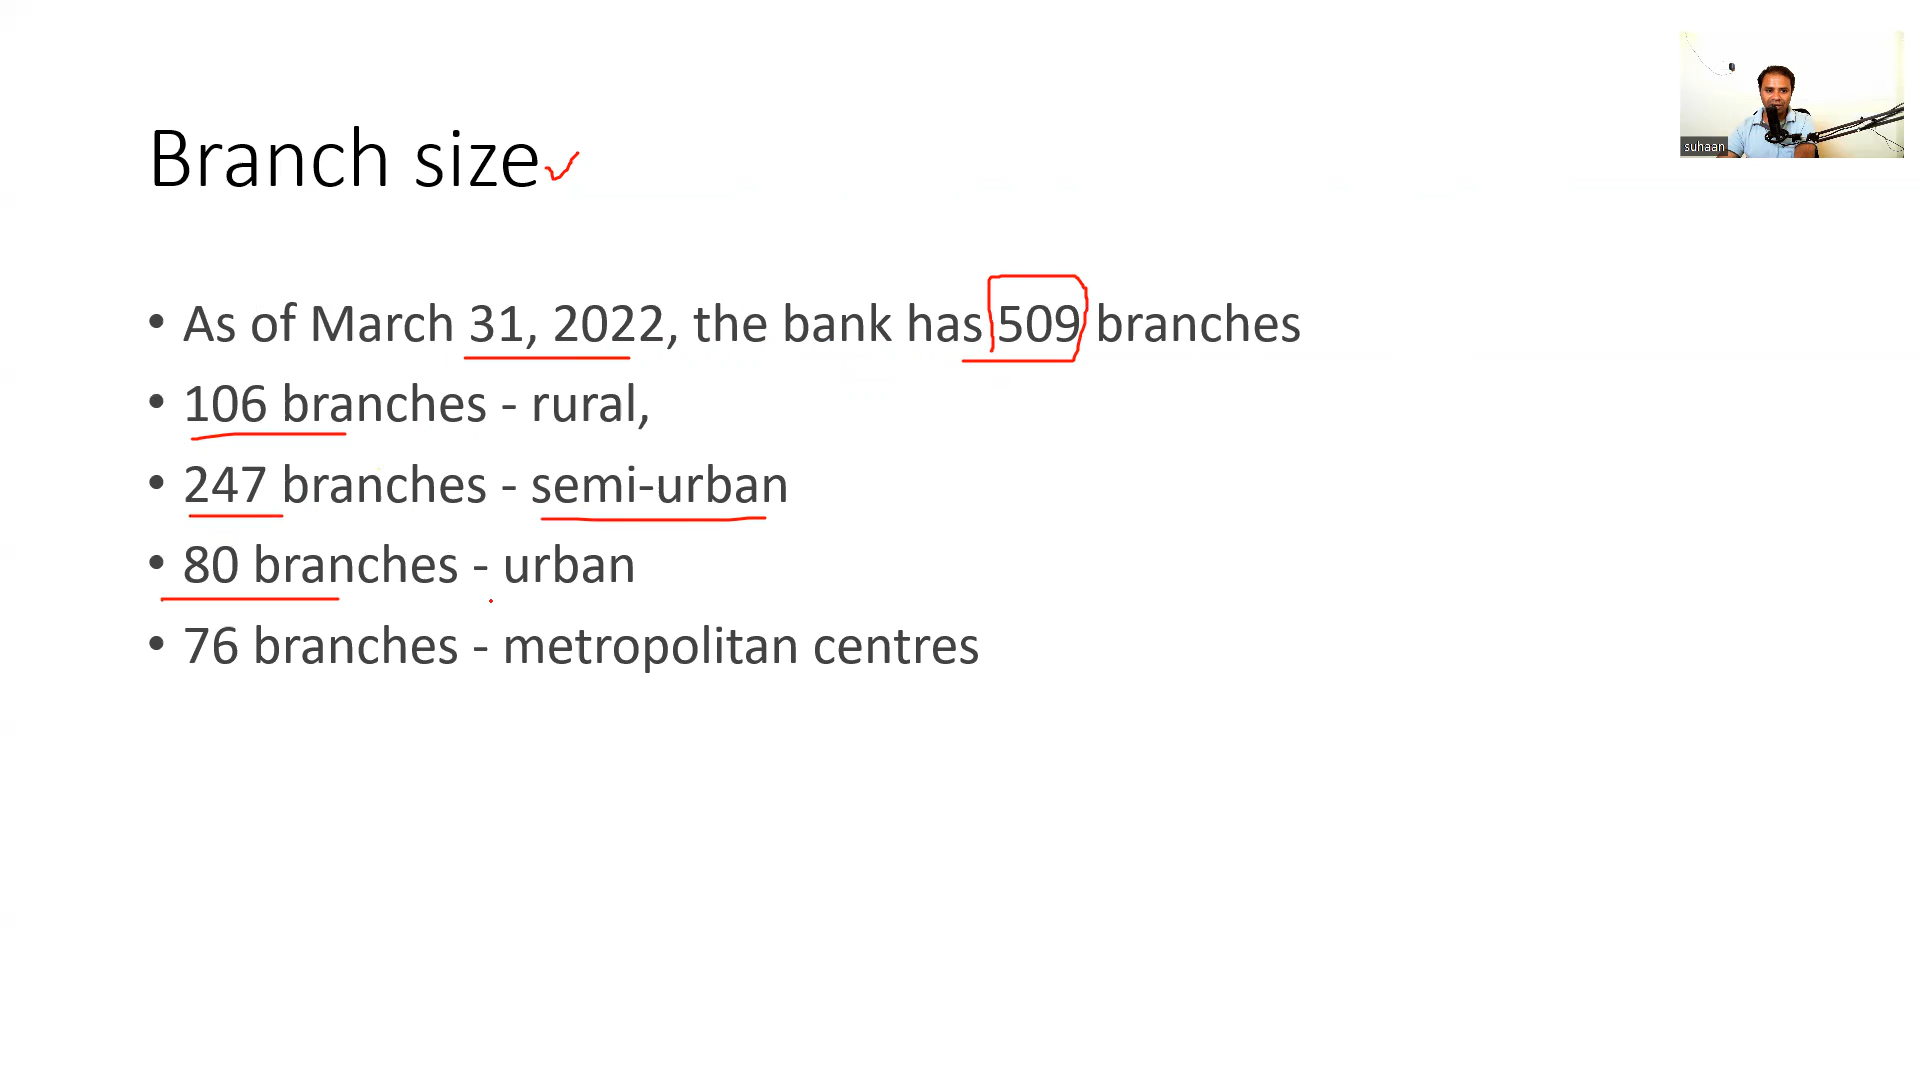 suhaan
Branch size
• As of March 31, 2022, the bank has 509 branches
• 106 branches - rural,
• 247 branches - semi-urban
• 80 branches - urban
• 76 branches - metropolitan centres